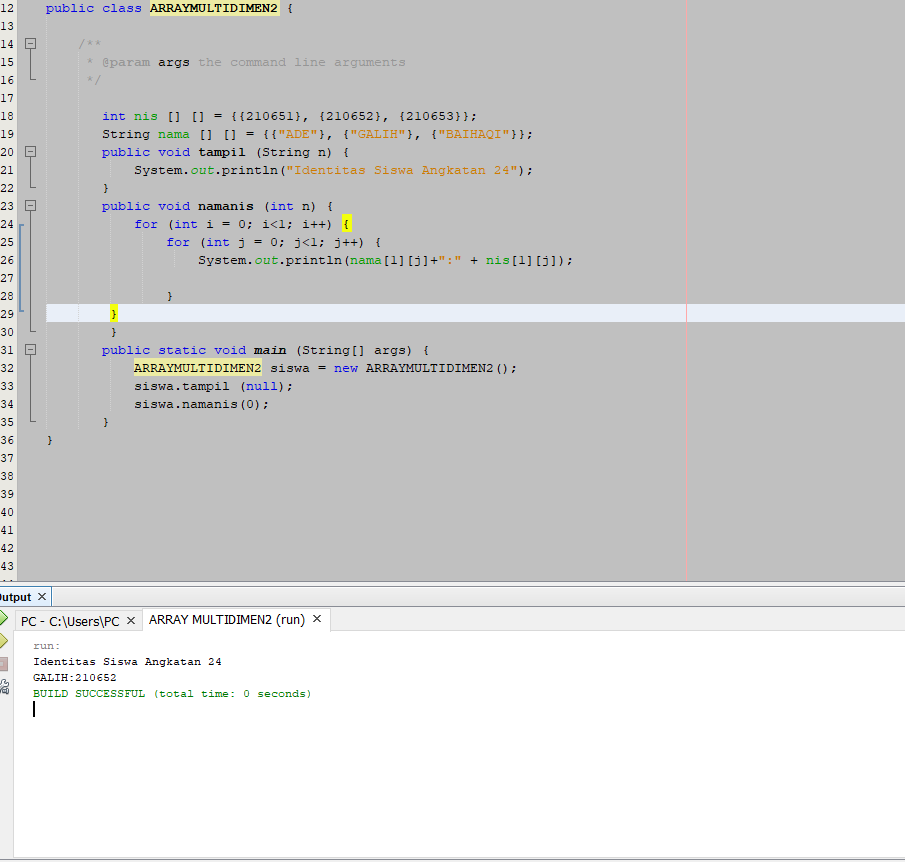 12 public class ARRAYMULTIDIMEN2 {
13
14 /**
15 * @param args the command line arguments
16 */
17
18 int nis [] [] = {{210651}, {210652}, {210653}};
19 String nama [] [] = {{"ADE"}, {"GALIH"}, {"BAIHAQI"}};
20 public void tampil (String n) {
21 System.out.println("Identitas Siswa Angkatan 24");
22 }
23 public void namanis (int n) {
24 for (int i = 0; i<1; i++) {
25 for (int j = 0; j<1; j++) {
26 System.out.println(nama[1][j]+":" + nis[1][j]);
27
28 }
29 }
30 }
31 public static void main (String[] args) {
32 ARRAYMULTIDIMEN2 siswa = new ARRAYMULTIDIMEN2();
33 siswa.tampil (null);
34 siswa.namanis(0);
35 }
36 }
37
38
39
40
41
42
43
utput ×
PC - C:\Users\PC × ARRAY MULTIDIMEN2 (run) ×
run:
Identitas Siswa Angkatan 24
GALIH:210652
BUILD SUCCESSFUL (total time: 0 seconds)